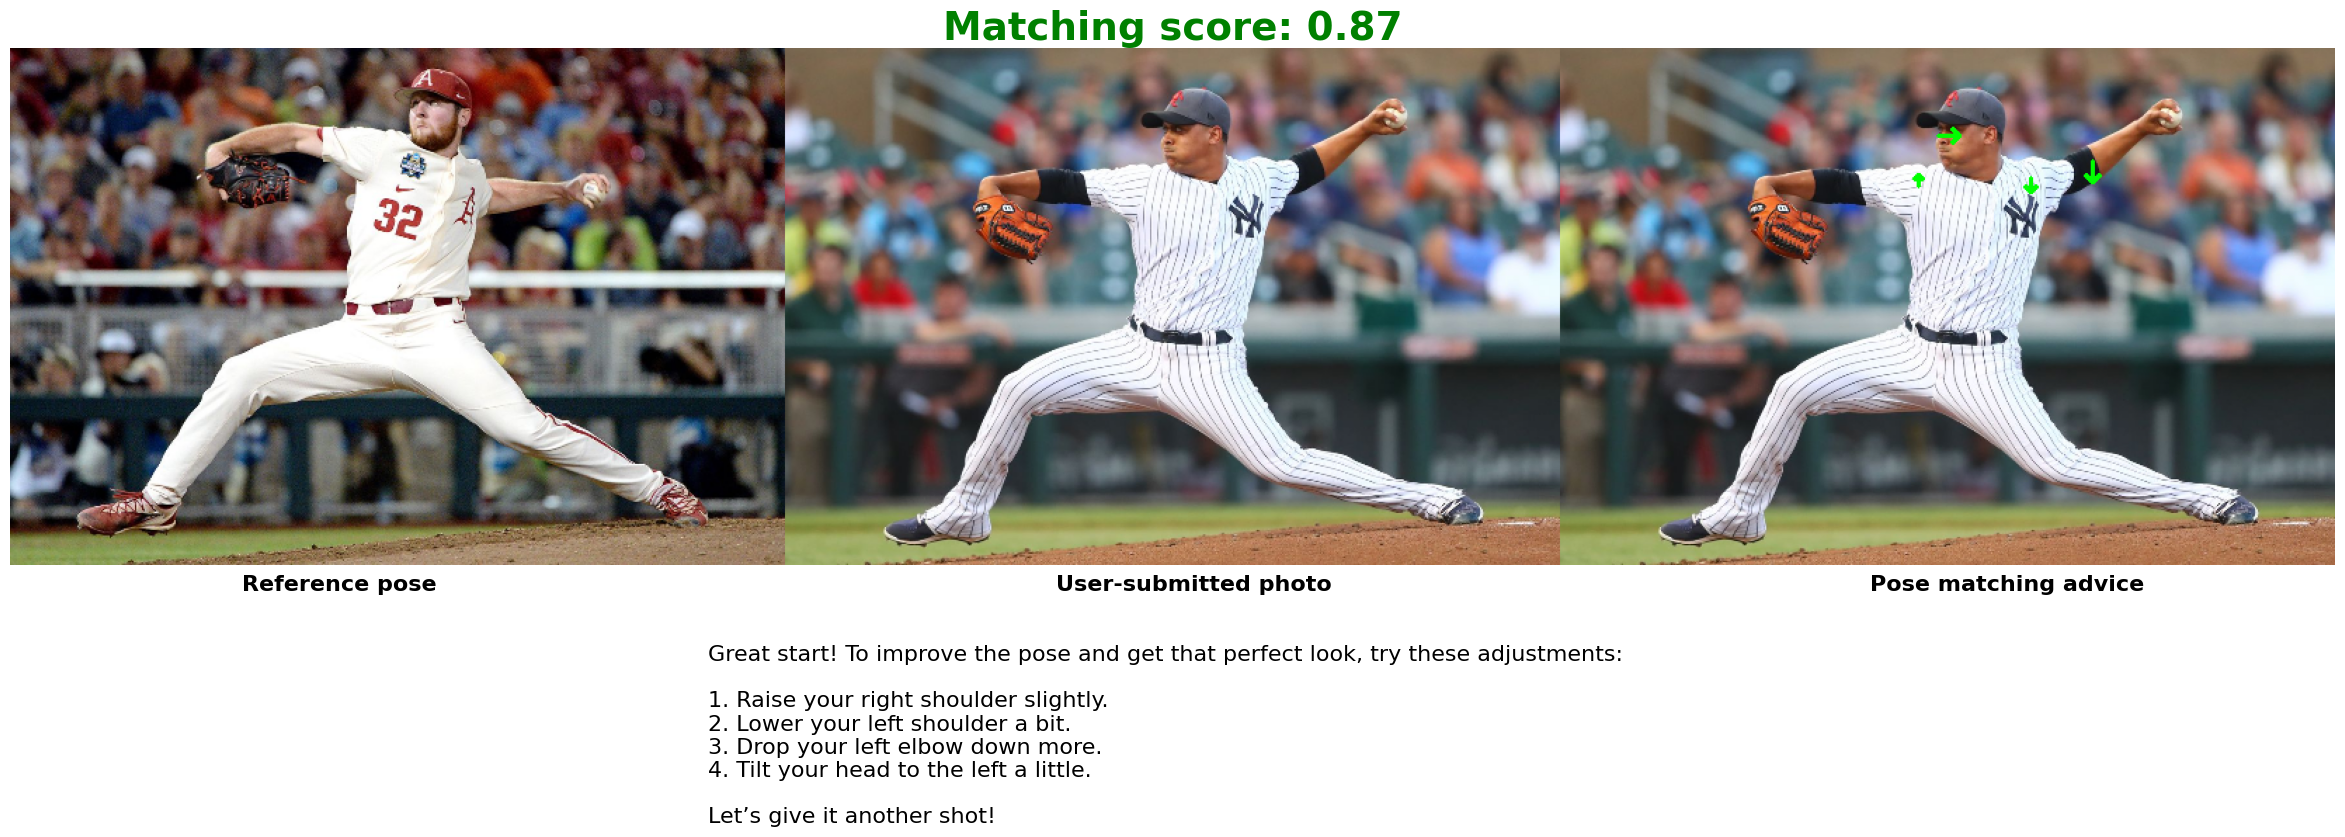 Matching score: 0.87
A
32
A
NY
NY
Reference pose
User-submitted photo
Pose matching advice
Great start! To improve the pose and get that perfect look, try these adjustments:
1. Raise your right shoulder slightly.
2. Lower your left shoulder a bit.
3. Drop your left elbow down more.
4. Tilt your head to the left a little.
Let’s give it another shot!